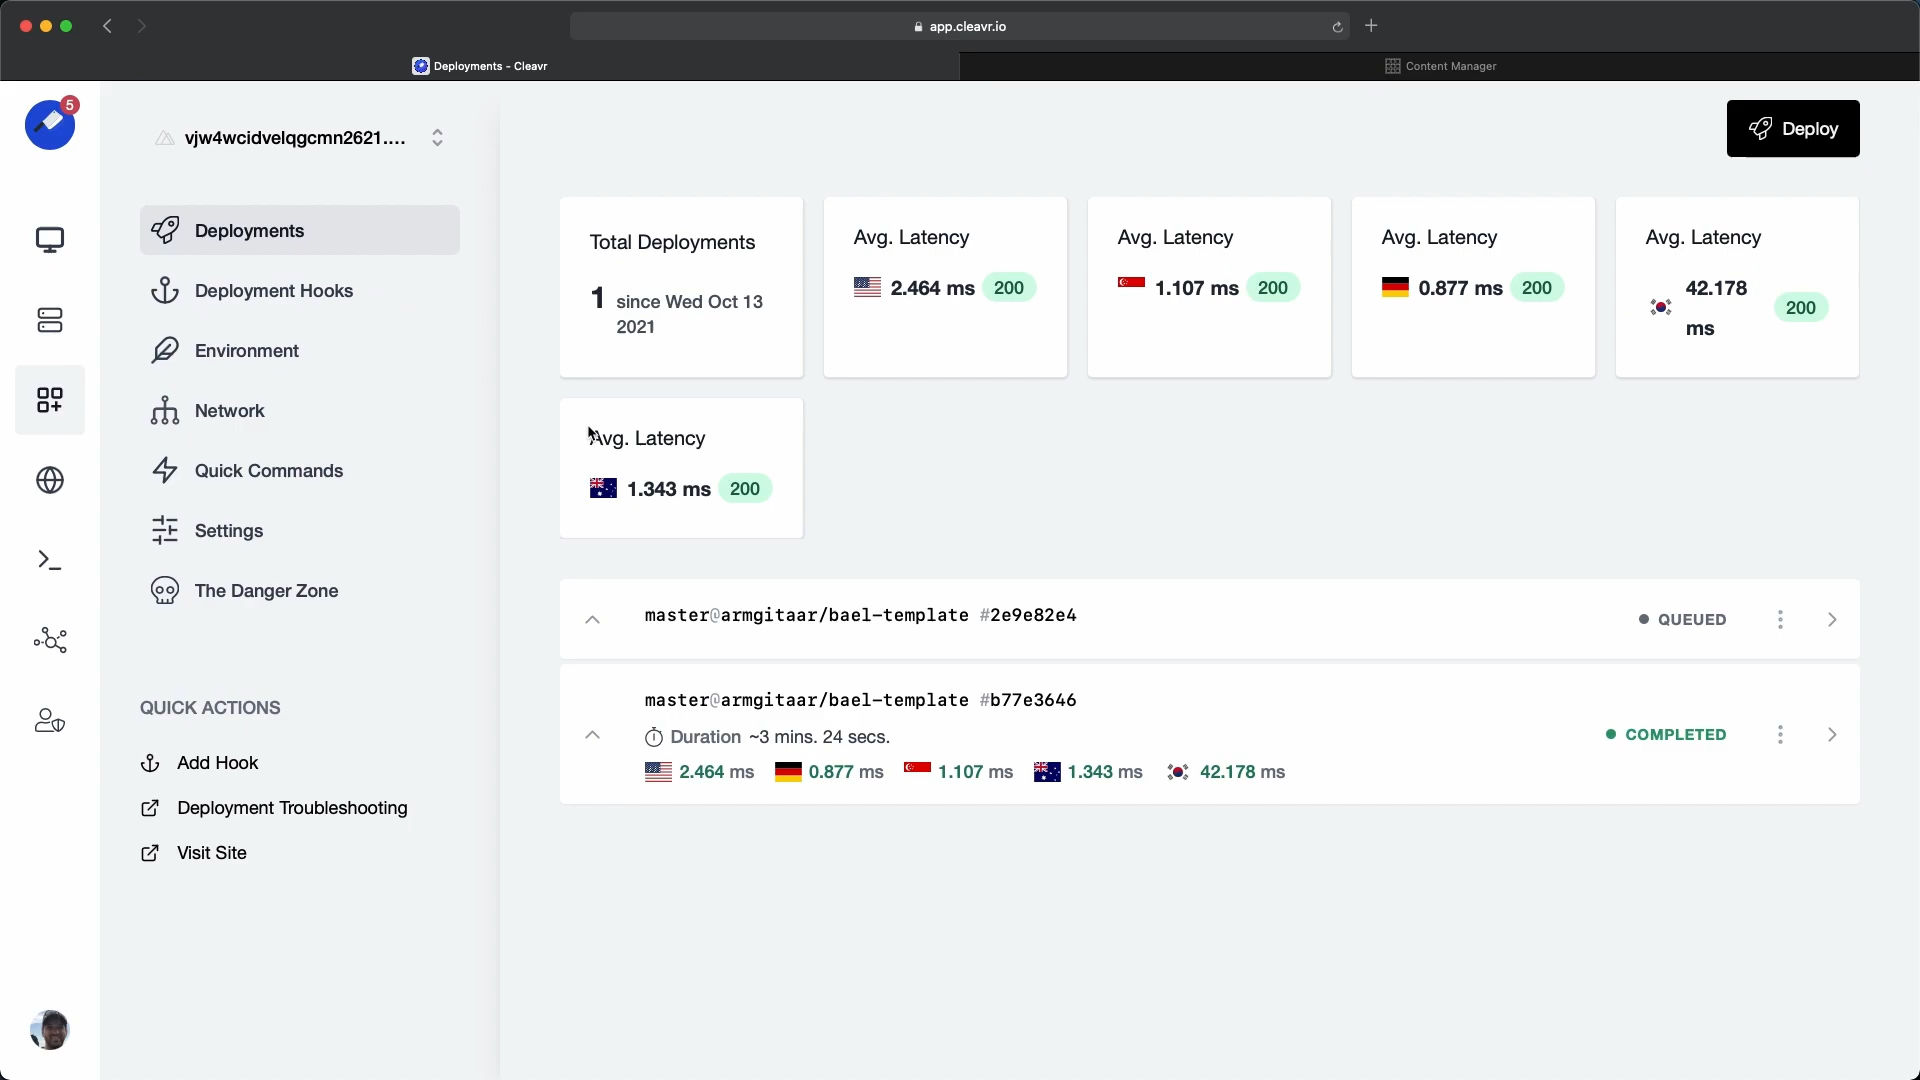 app.cleavr.io
Deployments - Cleavr
Content Manager
5
vjw4wcidvelqgcmn2621....
Deploy
Deployments
Deployment Hooks
Environment
Network
Quick Commands
Settings
The Danger Zone
QUICK ACTIONS
Add Hook
Deployment Troubleshooting
Visit Site
Total Deployments
1 since Wed Oct 13
2021
Avg. Latency
2.464 ms 200
Avg. Latency
1.107 ms 200
Avg. Latency
0.877 ms 200
Avg. Latency
42.178
ms
200
Avg. Latency
1.343 ms 200
master@armgitaar/bael-template #2e9e82e4
QUEUED
master@armgitaar/bael-template #b77e3646
Duration ~3 mins. 24 secs.
2.464 ms 0.877 ms 1.107 ms 1.343 ms 42.178 ms
COMPLETED